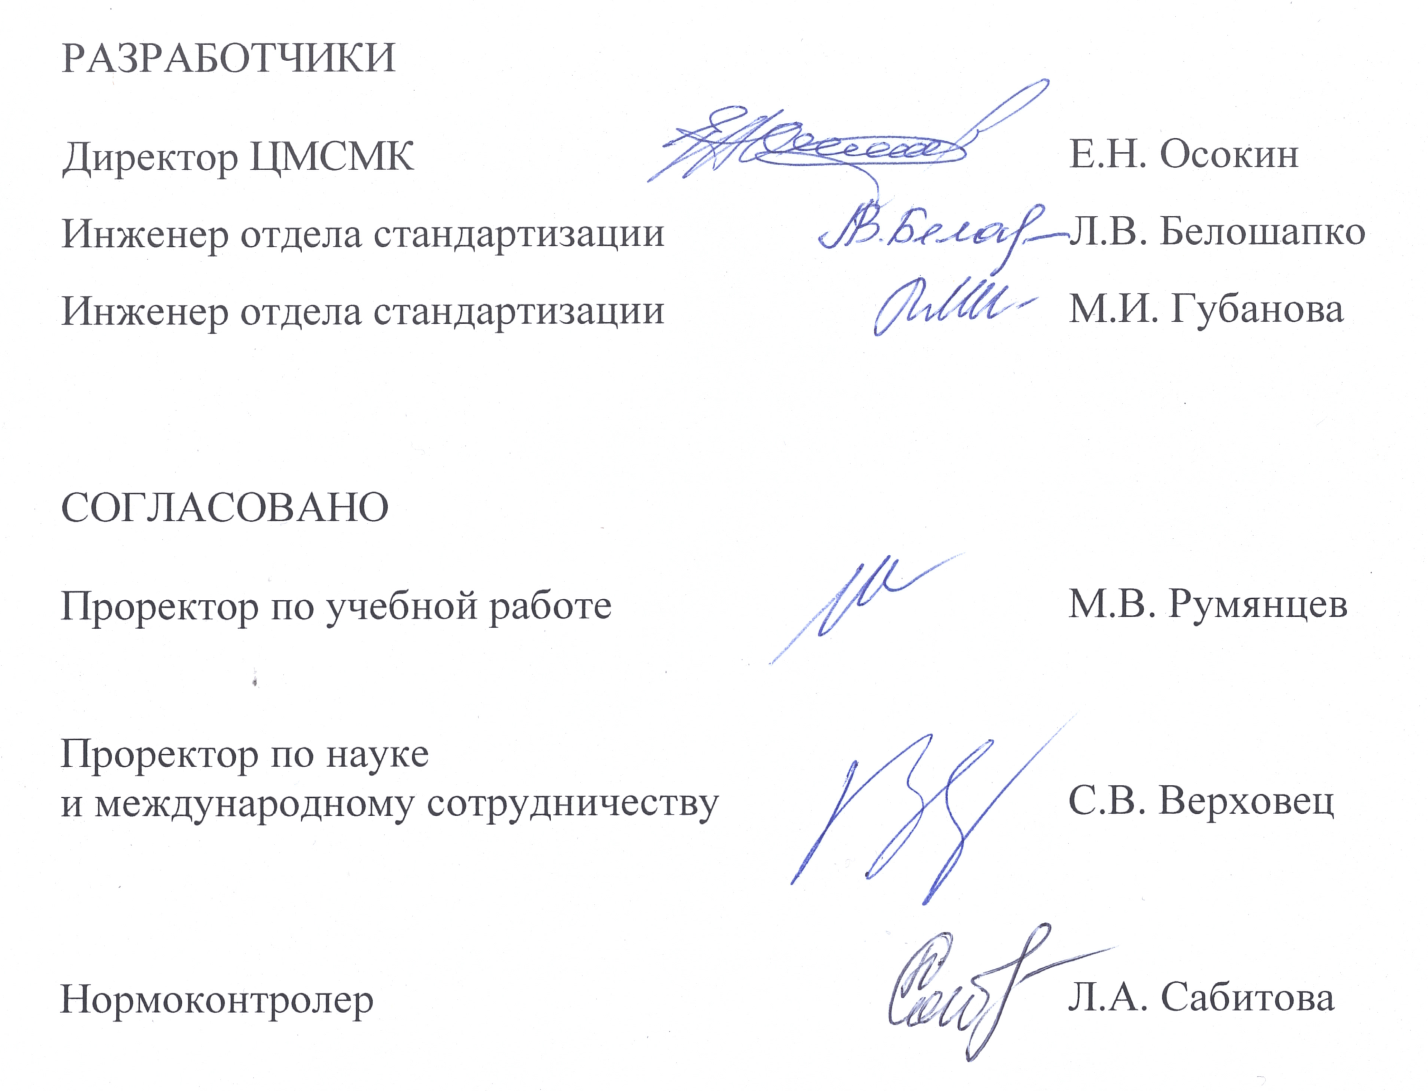 РАЗРАБОТЧИКИ
Директор ЦМСМК Е.Н. Осокин
Инженер отдела стандартизации Л.В. Белошапко
Инженер отдела стандартизации М.И. Губанова
СОГЛАСОВАНО
Проректор по учебной работе М.В. Румянцев
Проректор по науке
и международному сотрудничеству С.В. Верховец
Нормоконтролер Л.А. Сабитова